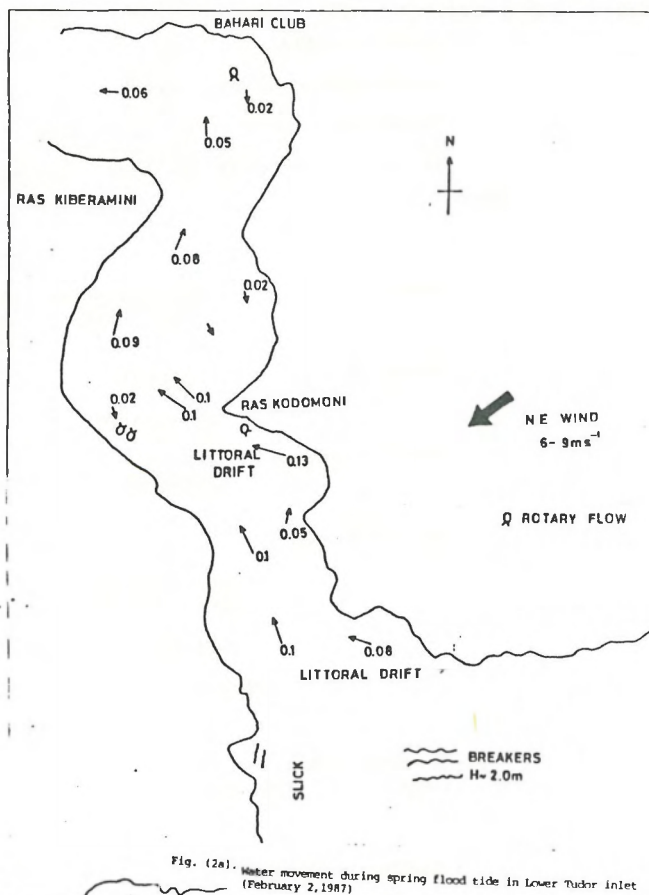 BAHARI CLUB
0.06
0.02
0.05
N
RAS KIBERAMINI
0.08
0.02
0.09
0.02
0.1
0.1
RAS KODOMONI
LITTORAL
DRIFT
0.13
N E WIND
6-9ms⁻¹
ROTARY FLOW
0.05
0.1
0.1
0.08
LITTORAL DRIFT
SLICK
BREAKERS
H~2.0m
Fig. (2a). Water movement during spring flood tide in Lower Tudor inlet
(February 2,1987)